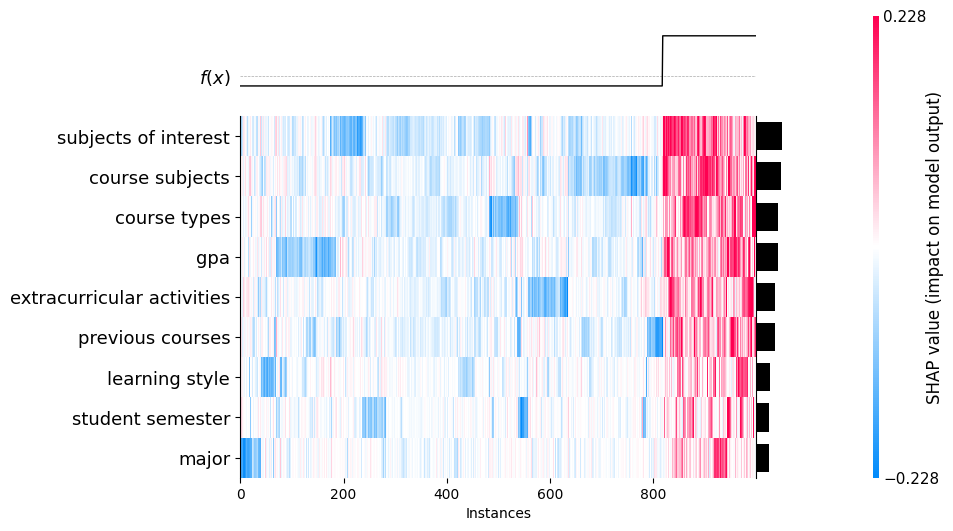 0.228
f(x)
subjects of interest
course subjects
course types
gpa
extracurricular activities
previous courses
learning style
student semester
major
SHAP value (impact on model output)
−0.228
0 200 400 600 800
Instances